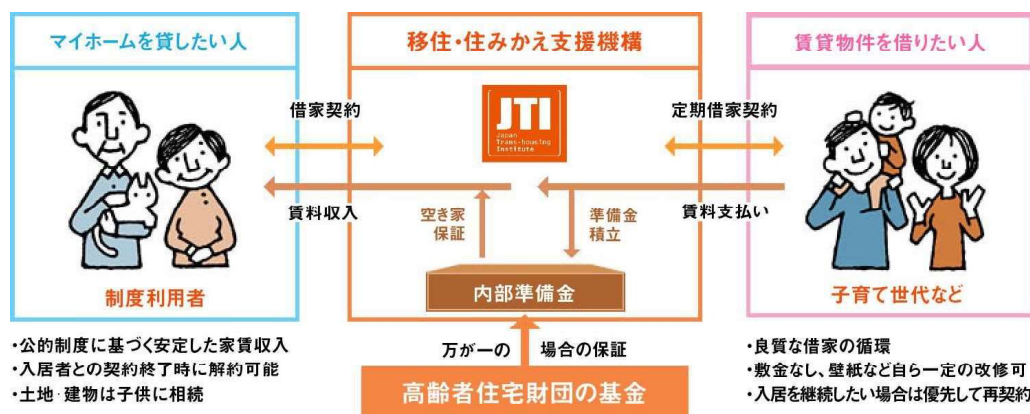 マイホームを貸したい人
移住・住みかえ支援機構
賃貸物件を借りたい人
借家契約
JTI
Japan
Trans-housing
Institute
定期借家契約
賃料収入
空き家
保証
準備金
積立
賃料支払い
制度利用者
内部準備金
子育て世代など
・公的制度に基づく安定した家賃収入
・入居者との契約終了時に解約可能
・土地・建物は子供に相続
万が一の 場合の保証
高齢者住宅財団の基金
・良質な借家の循環
・敷金なし、壁紙など自ら一定の改修可
・入居を継続したい場合は優先して再契約